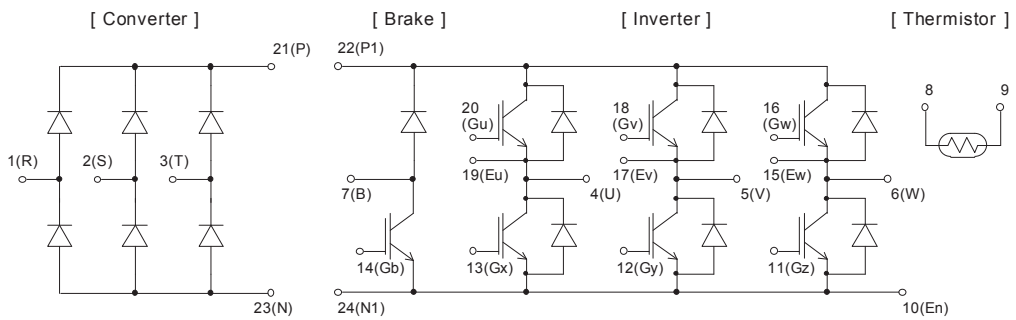 [ Converter ]
[ Brake ]
[ Inverter ]
[ Thermistor ]
21(P)
22(P1)
20
(Gu)
18
(Gv)
16
(Gw)
8
9
1(R)
2(S)
3(T)
19(Eu)
17(Ev)
15(Ew)
7(B)
4(U)
5(V)
6(W)
14(Gb)
13(Gx)
12(Gy)
11(Gz)
23(N)
24(N1)
10(En)